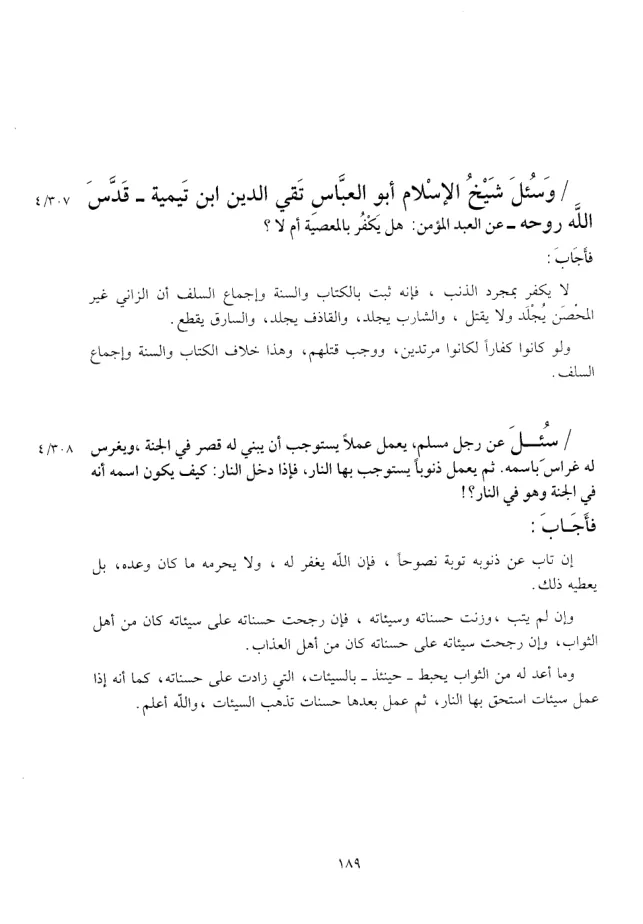 / وَسُئلَ شَيْخُ الإسْلام أبو العبَّاس تَقي الدين ابن تَيمية ـ قَدَّسَ ٤/٣٠٧
اللَّه روحه ـ عن العبد المؤمن: هل يَكْفُر بالمعصيَة أم لا ؟
فأجَابَ :
لا يكفر بمجرد الذنب ، فإنه ثبت بالكتاب والسنة وإجماع السلف أن الزاني غير
المحْصَن يُجْلَد ولا يقتل ، والشارب يجلد، والقاذف يجلد، والسارق يقطع.
ولو كانوا كفاراً لكانوا مرتدين، ووجب قتلهم، وهذا خلاف الكتاب والسنة وإجماع
السلف.
/ سُئــلَ عن رجل مسلم، يعمل عملاً يستوجب أن يبني له قصر في الجنة ،ويغرس ٤/٣٠٨
له غراس باسمه. ثم يعمل ذنوباً يستوجب بها النار، فإذا دخل النار: كيف يكون اسمه أنه
في الجنة وهو في النار؟!
فأَجَـابَ :
إن تاب عن ذنوبه توبة نصوحاً ، فإن اللّه يغفر له ، ولا يحرمه ما كان وعده، بل
يعطيه ذلك.
وإن لم يتب ،وزنت حسناته وسيئاته ، فإن رجحت حسناته على سيئاته كان من أهل
الثواب، وإن رجحت سيئاته على حسناته كان من أهل العذاب.
وما أعد له من الثواب يحبط ـ حينئذ ـ بالسيئات، التي زادت على حسناته، كما أنه إذا
عمل سيئات استحق بها النار، ثم عمل بعدها حسنات تذهب السيئات ،واللّه أعلم.
١٨٩